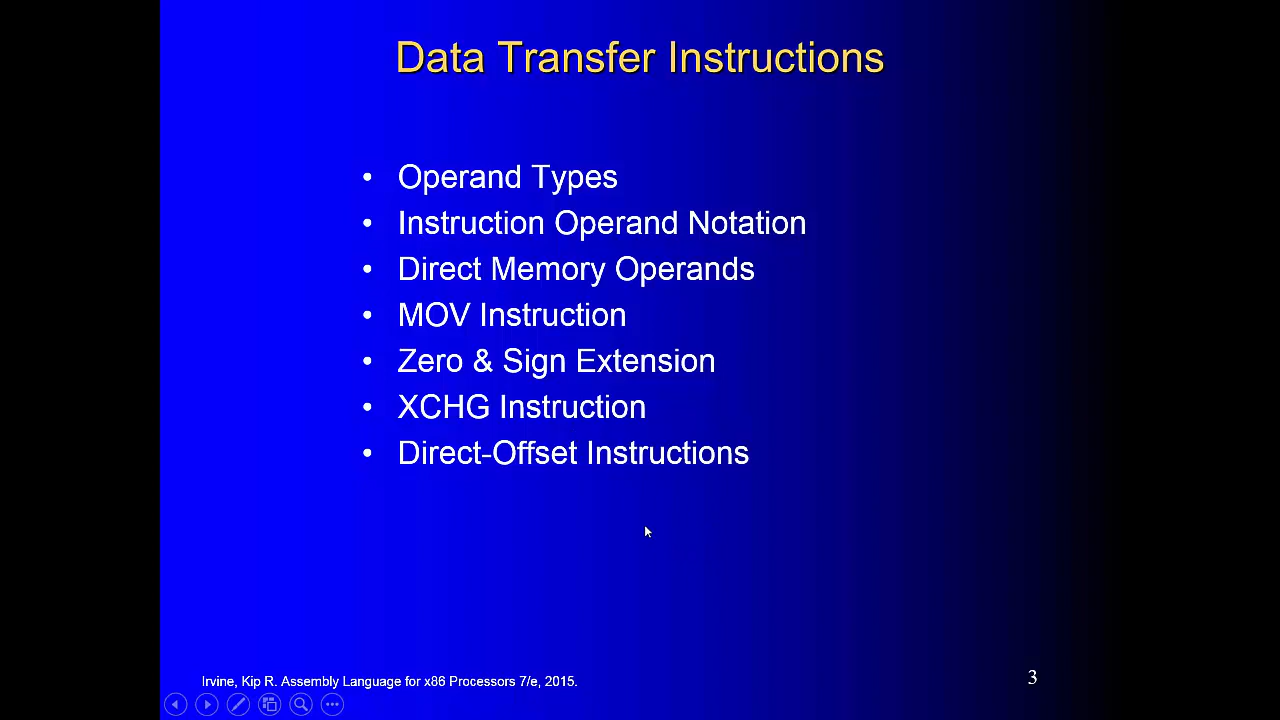 Data Transfer Instructions
• Operand Types
• Instruction Operand Notation
• Direct Memory Operands
• MOV Instruction
• Zero & Sign Extension
• XCHG Instruction
• Direct-Offset Instructions
Irvine, Kip R. Assembly Language for x86 Processors 7/e, 2015.
3